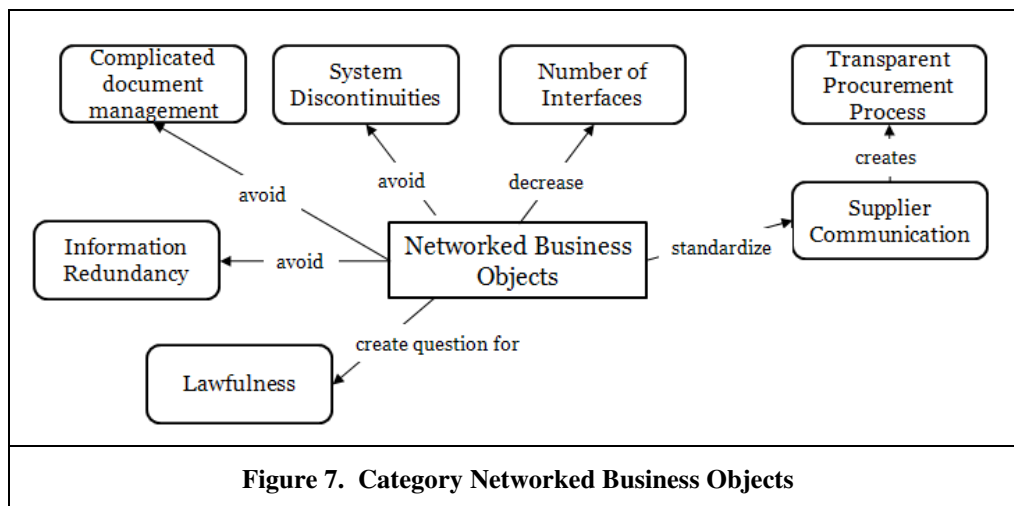 Complicated
document
management
System
Discontinuities
Number of
Interfaces
Transparent
Procurement
Process
avoid
avoid
decrease
creates
Information
Redundancy
avoid
Networked Business
Objects
standardize
Supplier
Communication
create question for
Lawfulness
Figure 7. Category Networked Business Objects